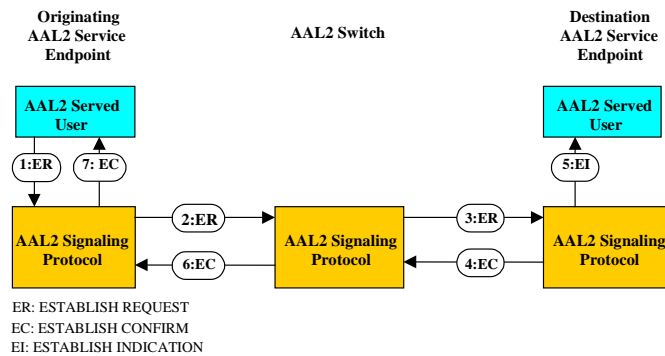 Originating
AAL2 Service
Endpoint
AAL2 Switch
Destination
AAL2 Service
Endpoint
AAL2 Served
User
AAL2 Served
User
1:ER
7: EC
5:EI
2:ER
3:ER
AAL2 Signaling
Protocol
AAL2 Signaling
Protocol
AAL2 Signaling
Protocol
6:EC
4:EC
ER: ESTABLISH REQUEST
EC: ESTABLISH CONFIRM
EI: ESTABLISH INDICATION